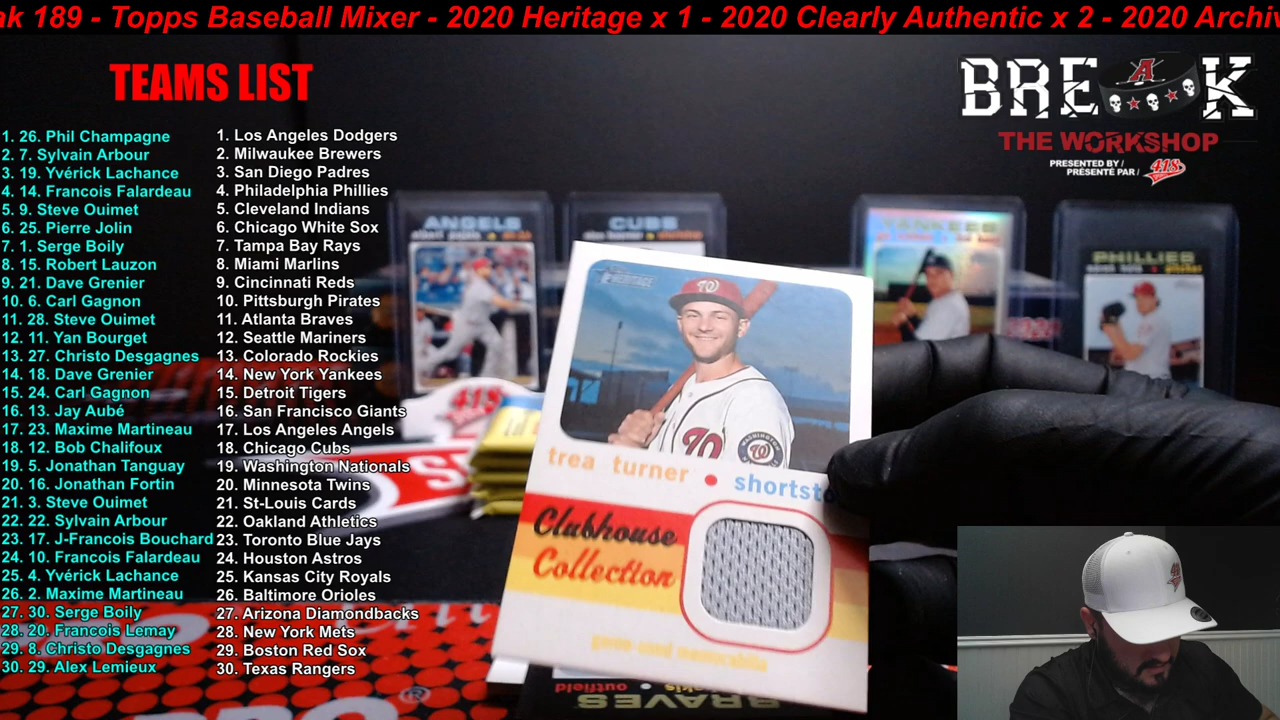 ak 189 - Topps Baseball Mixer - 2020 Heritage x 1 - 2020 Clearly Authentic x 2 - 2020 Archiv
TEAMS LIST
BRE K
A
THE WORKSHOP
PRESENTED BY /
PRÉSENTÉ PAR /
418
1. 26. Phil Champagne
2. 7. Sylvain Arbour
3. 19. Yvérick Lachance
4. 14. Francois Falardeau
5. 9. Steve Ouimet
6. 25. Pierre Jolin
7. 1. Serge Boily
8. 15. Robert Lauzon
9. 21. Dave Grenier
10. 6. Carl Gagnon
11. 28. Steve Ouimet
12. 11. Yan Bourget
13. 27. Christo Desgagnes
14. 18. Dave Grenier
15. 24. Carl Gagnon
16. 13. Jay Aubé
17. 23. Maxime Martineau
18. 12. Bob Chalifoux
19. 5. Jonathan Tanguay
20. 16. Jonathan Fortin
21. 3. Steve Ouimet
22. 22. Sylvain Arbour
23. 17. J-Francois Bouchard
24. 10. Francois Falardeau
25. 4. Yvérick Lachance
26. 2. Maxime Martineau
27. 30. Serge Boily
28. 20. Francois Lemay
29. 8. Christo Desgagnes
30. 29. Alex Lemieux
1. Los Angeles Dodgers
2. Milwaukee Brewers
3. San Diego Padres
4. Philadelphia Phillies
5. Cleveland Indians
6. Chicago White Sox
7. Tampa Bay Rays
8. Miami Marlins
9. Cincinnati Reds
10. Pittsburgh Pirates
11. Atlanta Braves
12. Seattle Mariners
13. Colorado Rockies
14. New York Yankees
15. Detroit Tigers
16. San Francisco Giants
17. Los Angeles Angels
18. Chicago Cubs
19. Washington Nationals
20. Minnesota Twins
21. St-Louis Cards
22. Oakland Athletics
23. Toronto Blue Jays
24. Houston Astros
25. Kansas City Royals
26. Baltimore Orioles
27. Arizona Diamondbacks
28. New York Mets
29. Boston Red Sox
30. Texas Rangers
ANGELS
CUBS
YANKEES
PHILLIES
HERITAGE
W
trea turner • shortsto
Clubhouse
Collection
game-used memorabilia
418
outfield
BRAVES